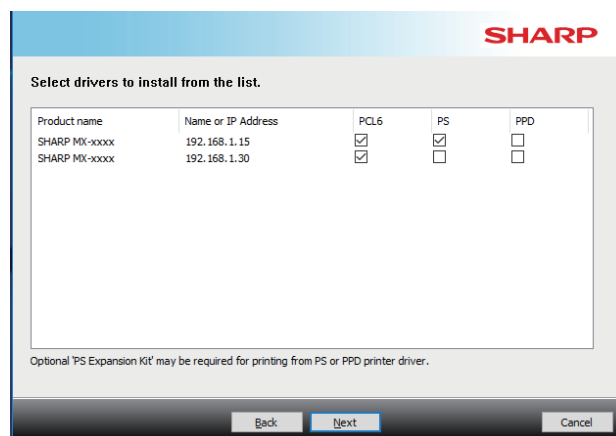 SHARP
Select drivers to install from the list.
Product name Name or IP Address PCL6 PS PPD
SHARP MX-xxxx 192.168.1.15
SHARP MX-xxxx 192.168.1.30
Optional 'PS Expansion Kit' may be required for printing from PS or PPD printer driver.
Back Next Cancel